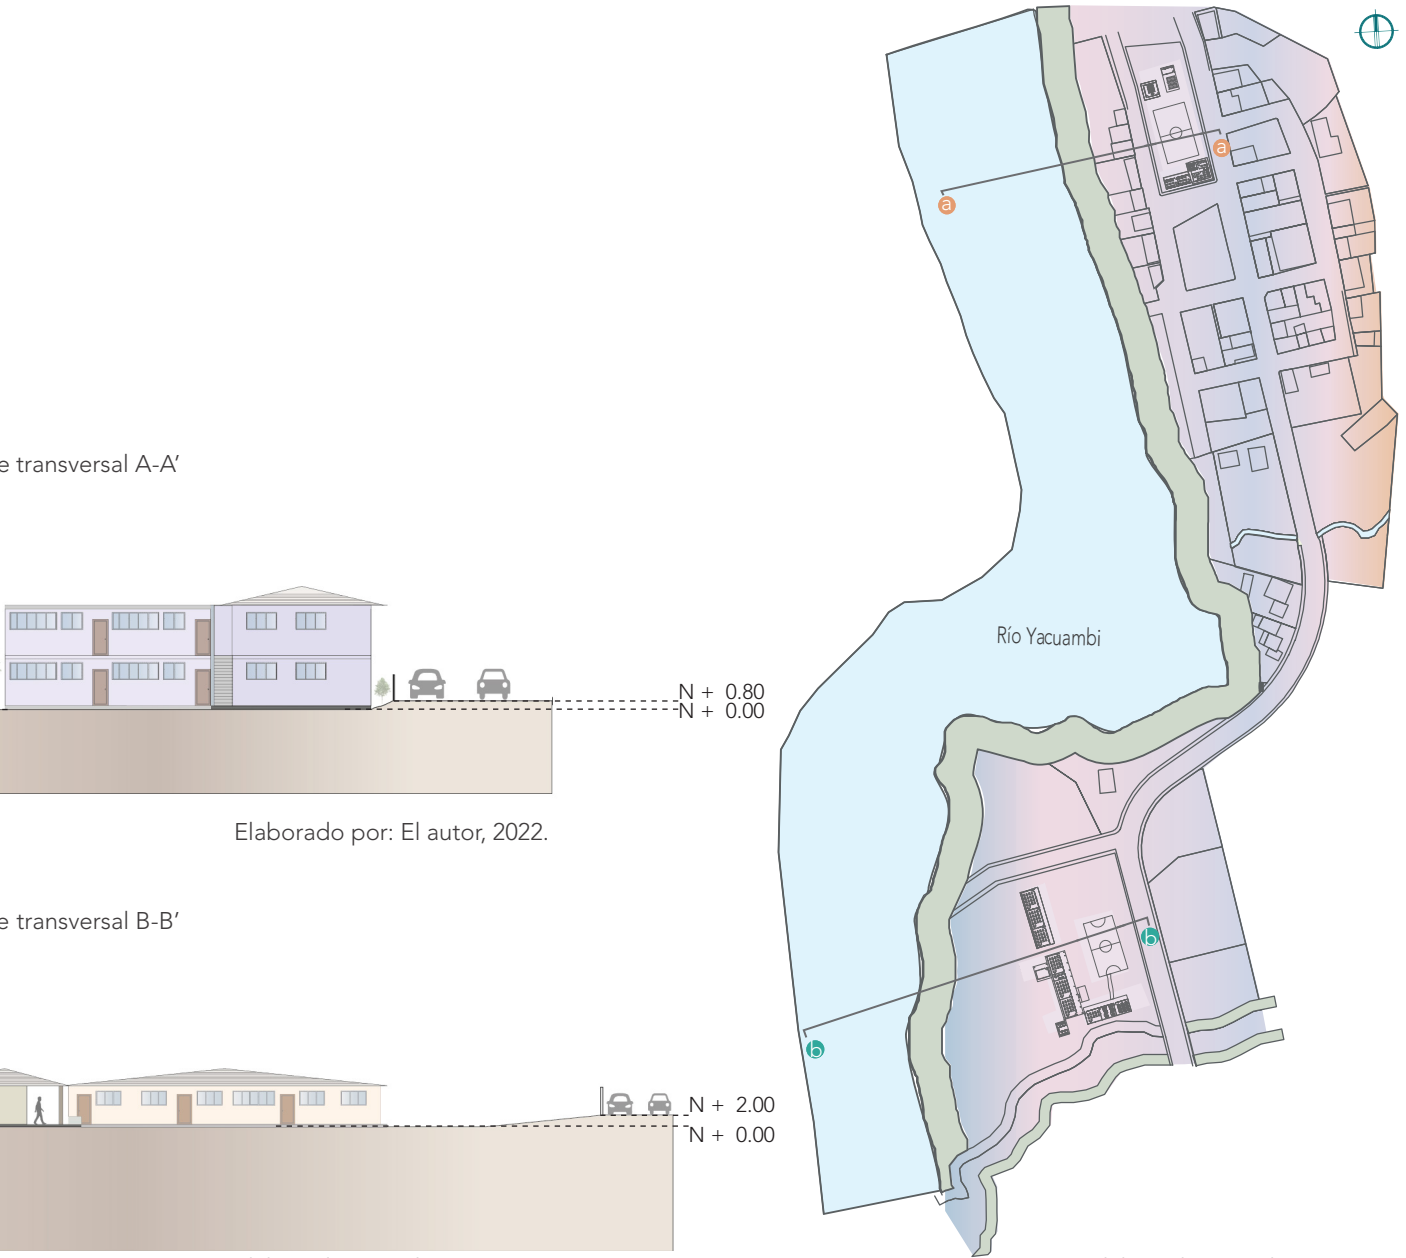 e transversal A-A’
N + 0.80
N + 0.00
Elaborado por: El autor, 2022.
e transversal B-B’
N + 2.00
N + 0.00
a
a
Río Yacuambi
b
b